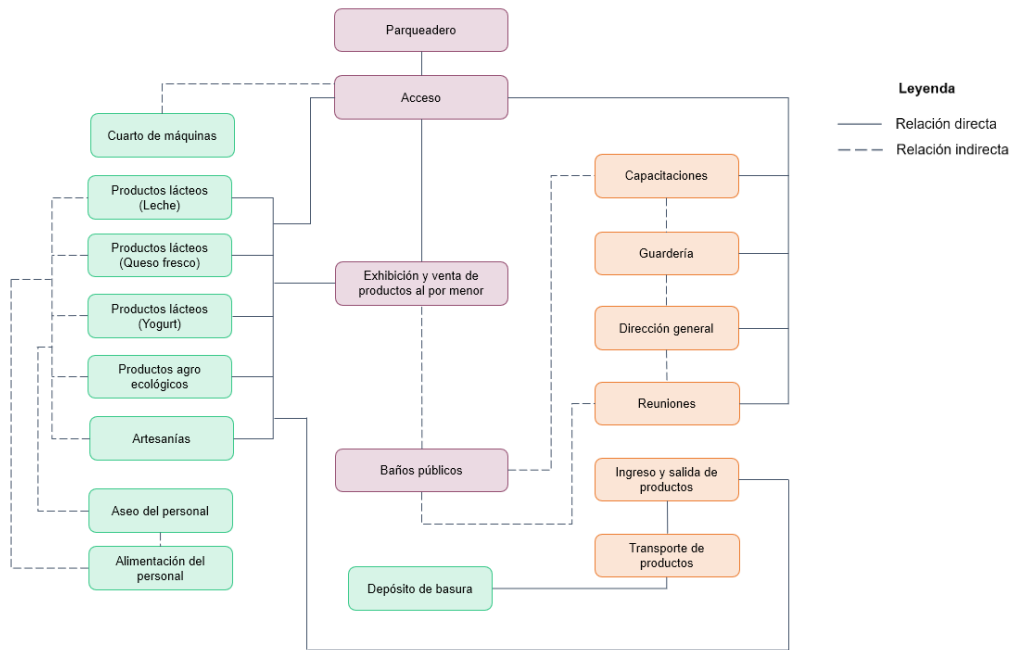 Parqueadero
Acceso
Leyenda
Relación directa
Relación indirecta
Cuarto de máquinas
Productos lácteos
(Leche)
Productos lácteos
(Queso fresco)
Productos lácteos
(Yogurt)
Productos agro
ecológicos
Artesanías
Aseo del personal
Alimentación del
personal
Exhibición y venta de
productos al por menor
Baños públicos
Depósito de basura
Capacitaciones
Guardería
Dirección general
Reuniones
Ingreso y salida de
productos
Transporte de
productos